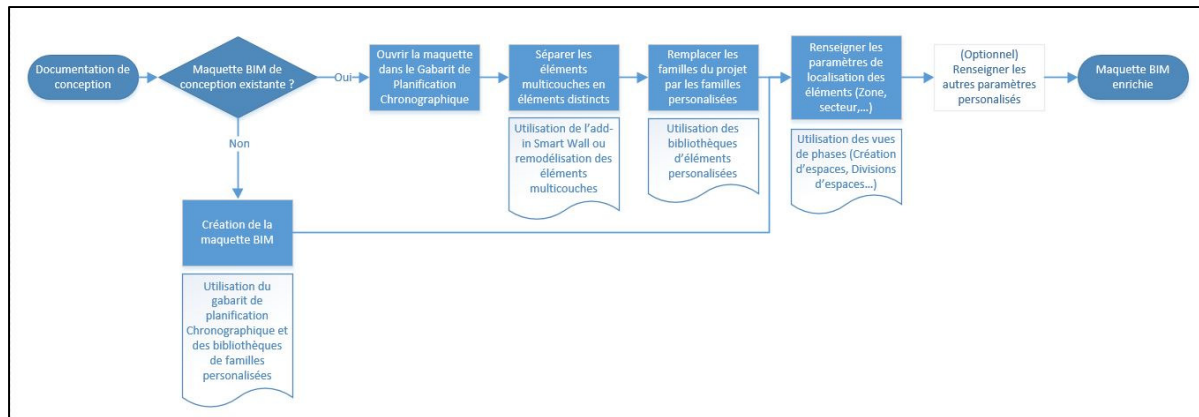 Documentation de
conception
Maquette BIM de
conception existante ?
Oui
Ouvrir la maquette
dans le Gabarit de
Planification
Chronographique
Séparer les
éléments
multicouches en
éléments distincts
Utilisation de l'add-
in Smart Wall ou
remodélisation des
éléments
multicouches
Remplacer les
familles du projet
par les familles
personalisées
Utilisation des
bibliothèques
d'éléments
personalisées
Renseigner les
paramètres de
localisation des
éléments (Zone,
secteur,...)
Utilisation des vues
de phases (Création
d'espaces, Divisions
d'espaces...)
(Optionnel)
Renseigner les
autres paramètres
personalisés
Maquette BIM
enrichie
Non
Création de la
maquette BIM
Utilisation du
gabarit de
planification
Chronographique et
des bibliothèques
de familles
personalisées